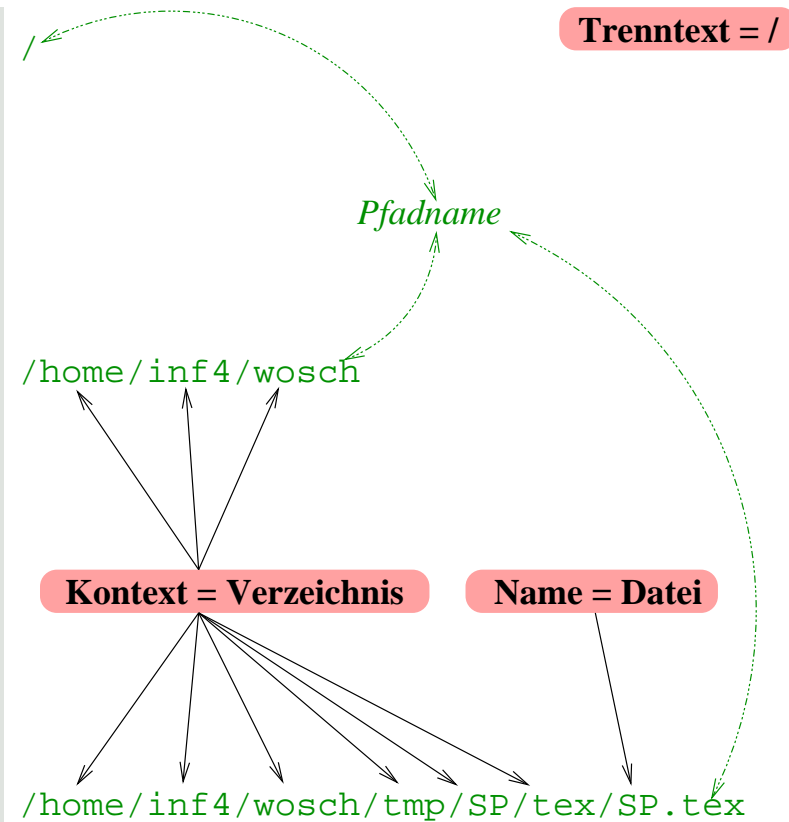 Trenntext = /
/
Pfadname
/home/inf4/wosch
Kontext = Verzeichnis
Name = Datei
/home/inf4/wosch/tmp/SP/tex/SP.tex